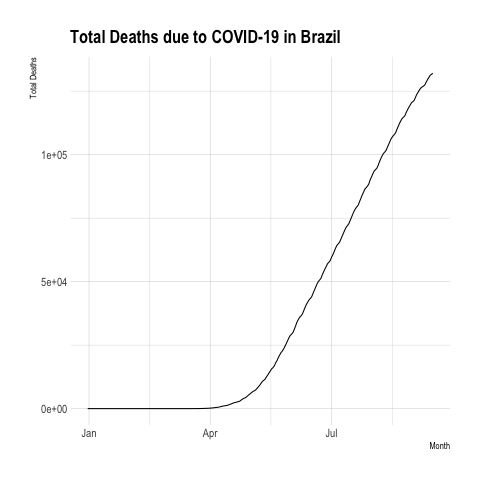 Total Deaths due to COVID-19 in Brazil
Total Deaths
1e+05
5e+04
0e+00
Jan Apr Jul
Month